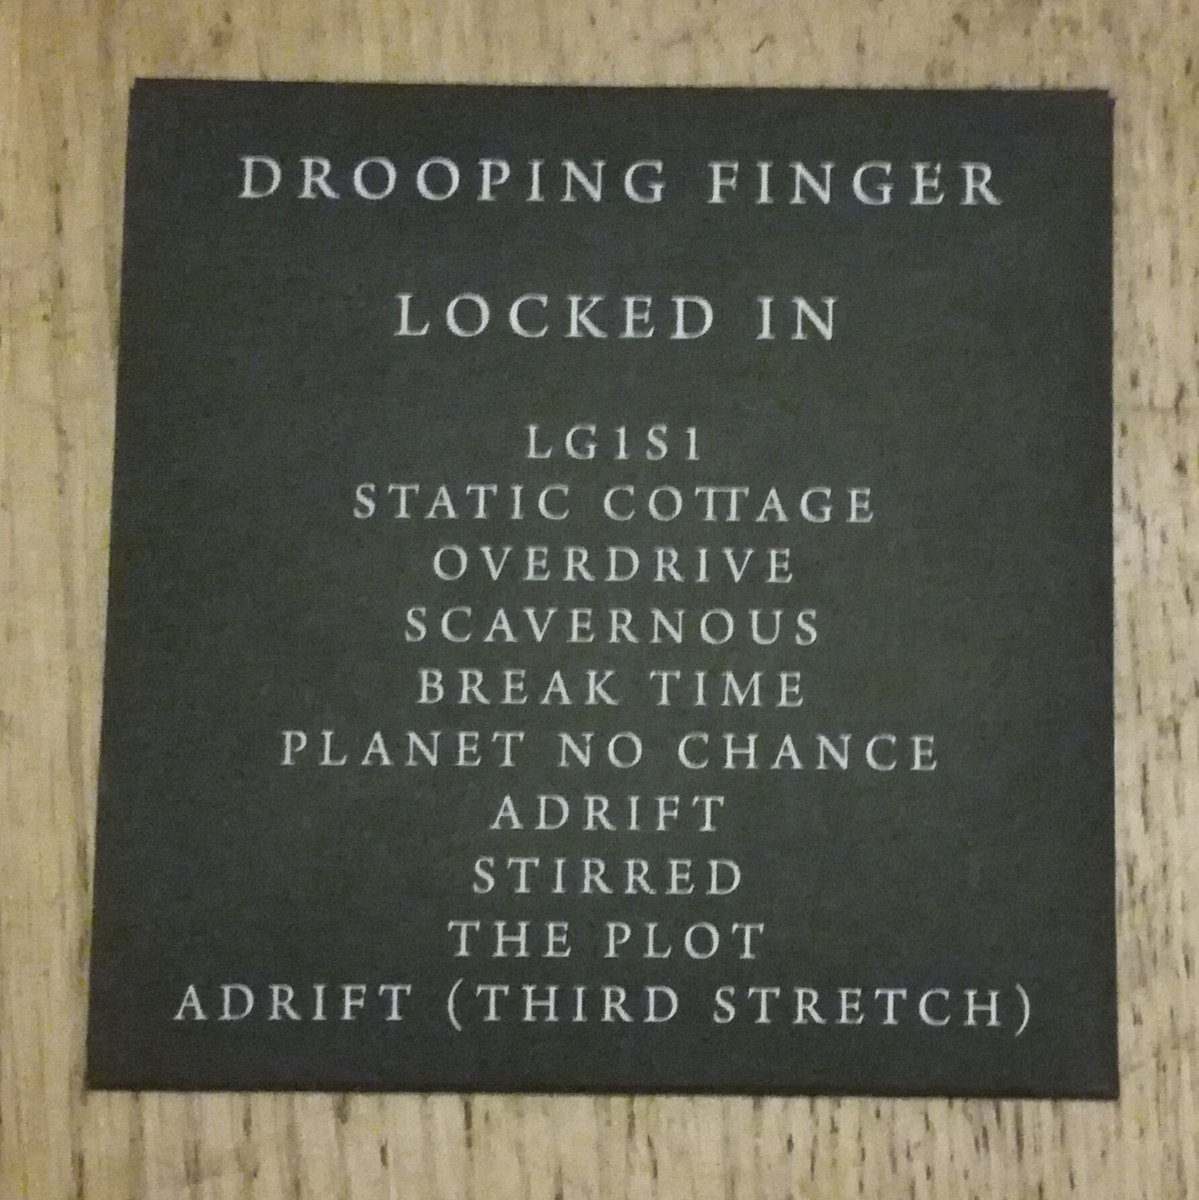 DROOPING FINGER
LOCKED IN
LG1S1
STATIC COTTAGE
OVERDRIVE
SCAVERNOUS
BREAK TIME
PLANET NO CHANCE
ADRIFT
STIRRED
THE PLOT
ADRIFT (THIRD STRETCH)